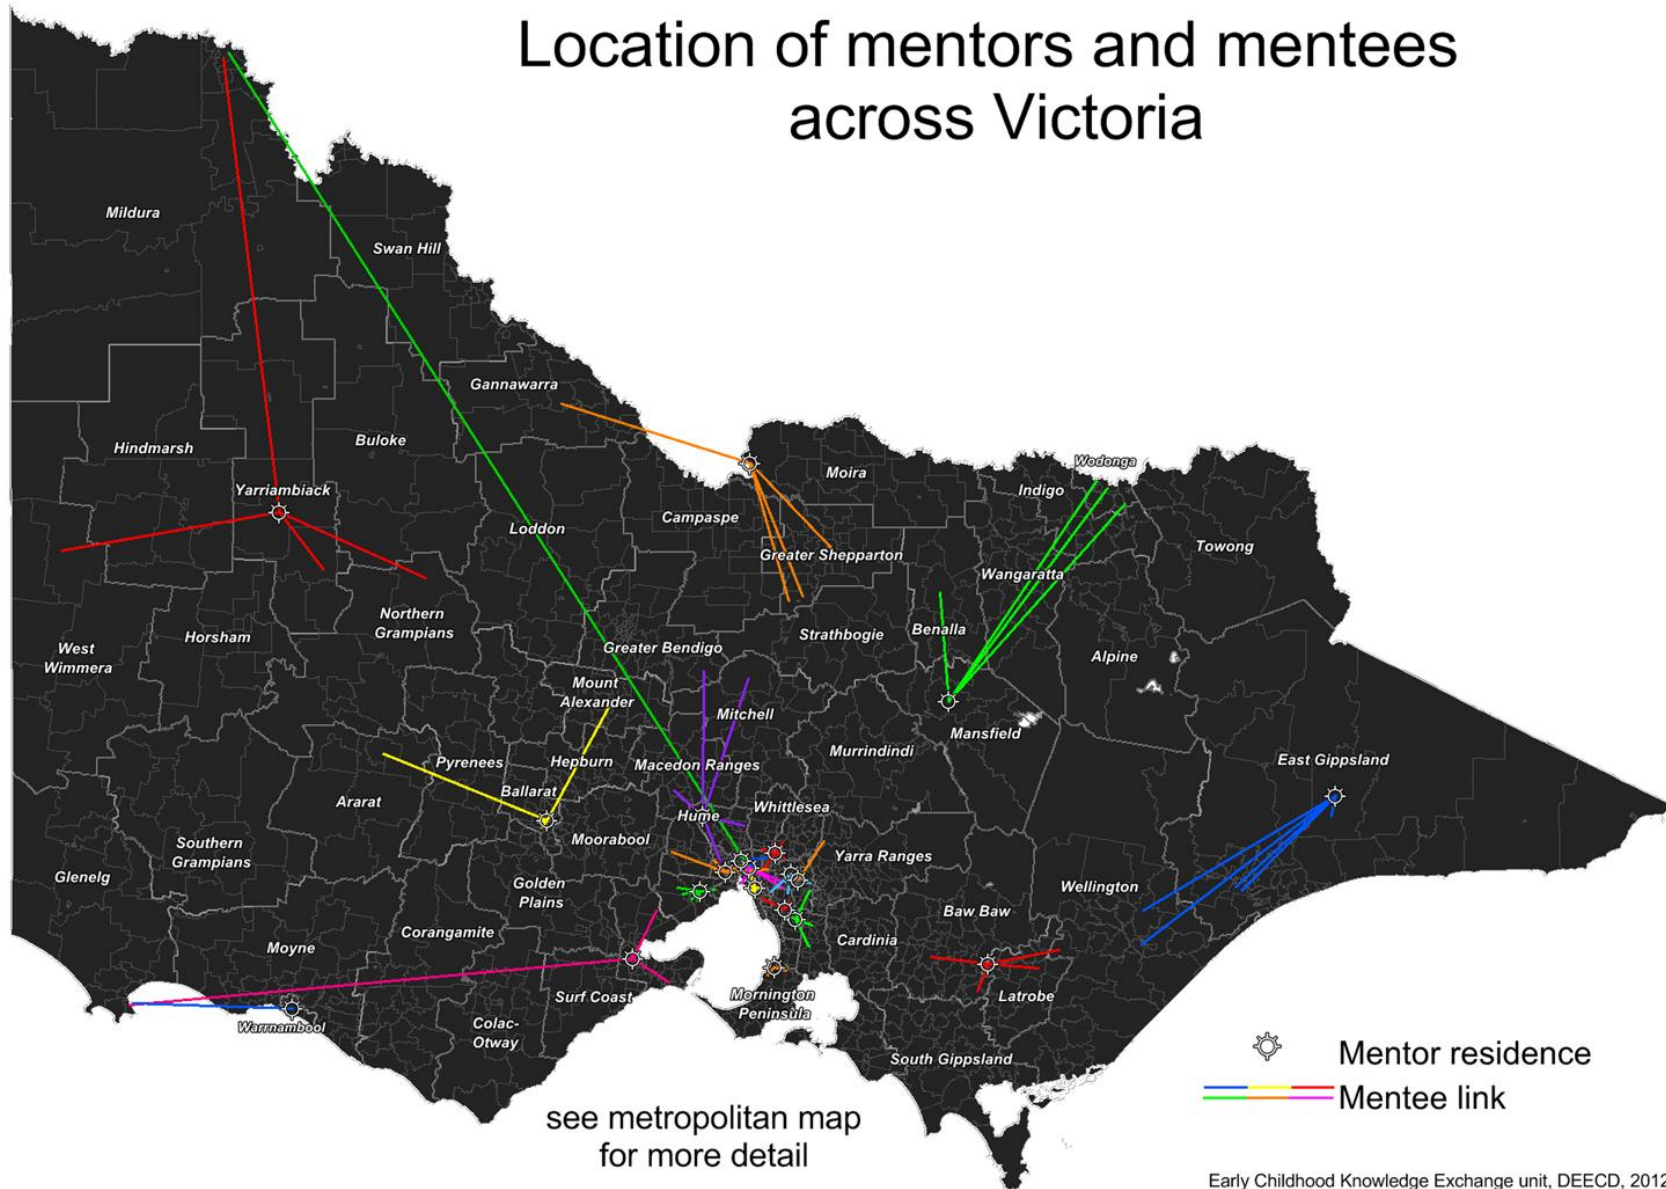 Location of mentors and mentees
across Victoria
Mildura
Swan Hill
Gannawarra
Hindmarsh
Buloke
Yarriambiack
Loddon
Campaspe
Moira
Indigo
Wodonga
Towong
Greater Shepparton
Wangaratta
Northern
Grampians
Horsham
West
Wimmera
Greater Bendigo
Strathbogie
Benalla
Alpine
Mount
Alexander
Mitchell
Mansfield
Murrindindi
East Gippsland
Pyrenees
Hepburn
Macedon Ranges
Ballarat
Ararat
Hume
Whittlesea
Moorabool
Southern
Grampians
Yarra Ranges
Glenelg
Golden
Plains
Wellington
Baw Baw
Corangamite
Moyne
Cardinia
Surf Coast
Mornington
Peninsula
Latrobe
Warrnambool
Colac-
Otway
South Gippsland
Mentor residence
Mentee link
see metropolitan map
for more detail
Early Childhood Knowledge Exchange unit, DEECD, 2012